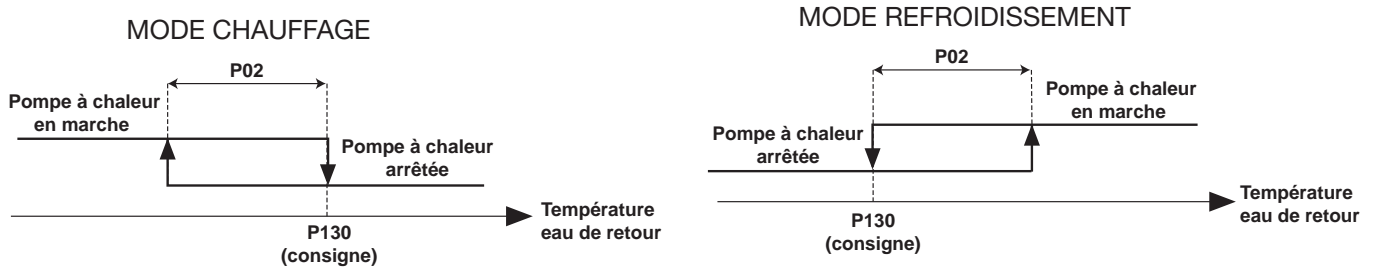 MODE CHAUFFAGE
P02
Pompe à chaleur
en marche
Pompe à chaleur
arrêtée
Température
eau de retour
P130
(consigne)
MODE REFROIDISSEMENT
P02
Pompe à chaleur
en marche
Pompe à chaleur
arrêtée
Température
eau de retour
P130
(consigne)